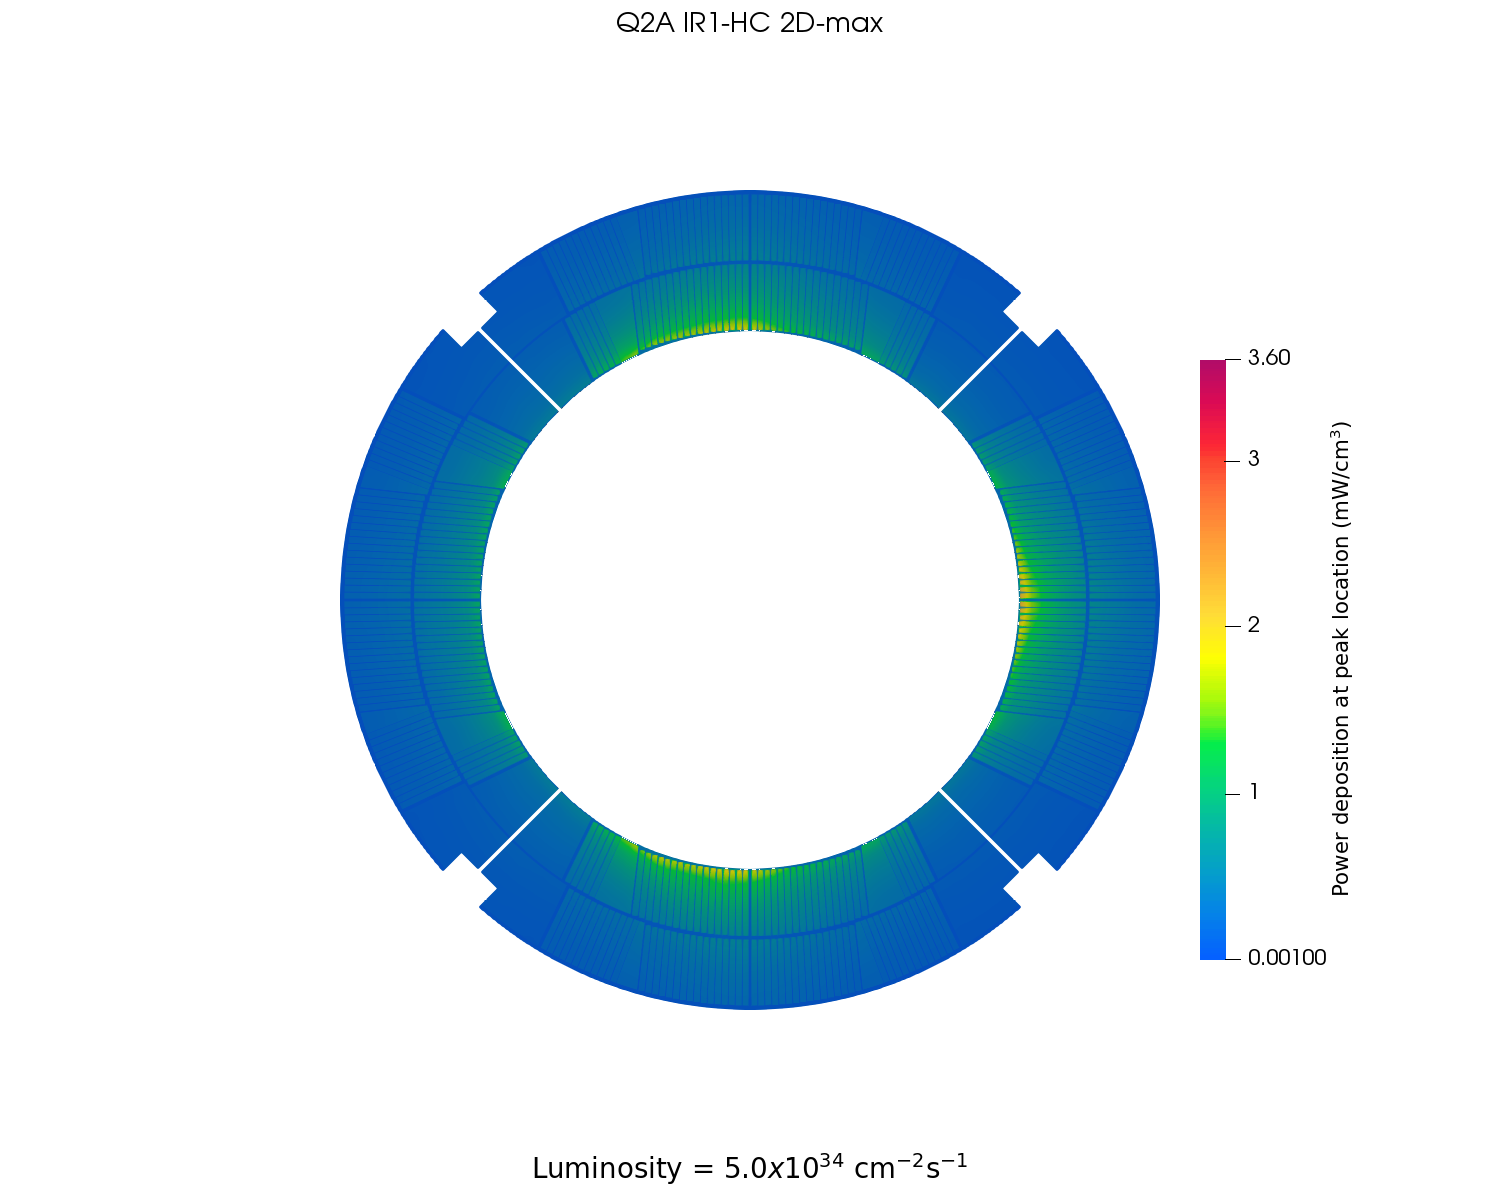 Q2A IR1-HC 2D-max
3.60
3
2
1
0.00100
Power deposition at peak location (mW/cm³)
Luminosity = 5.0x10³⁴ cm⁻²s⁻¹